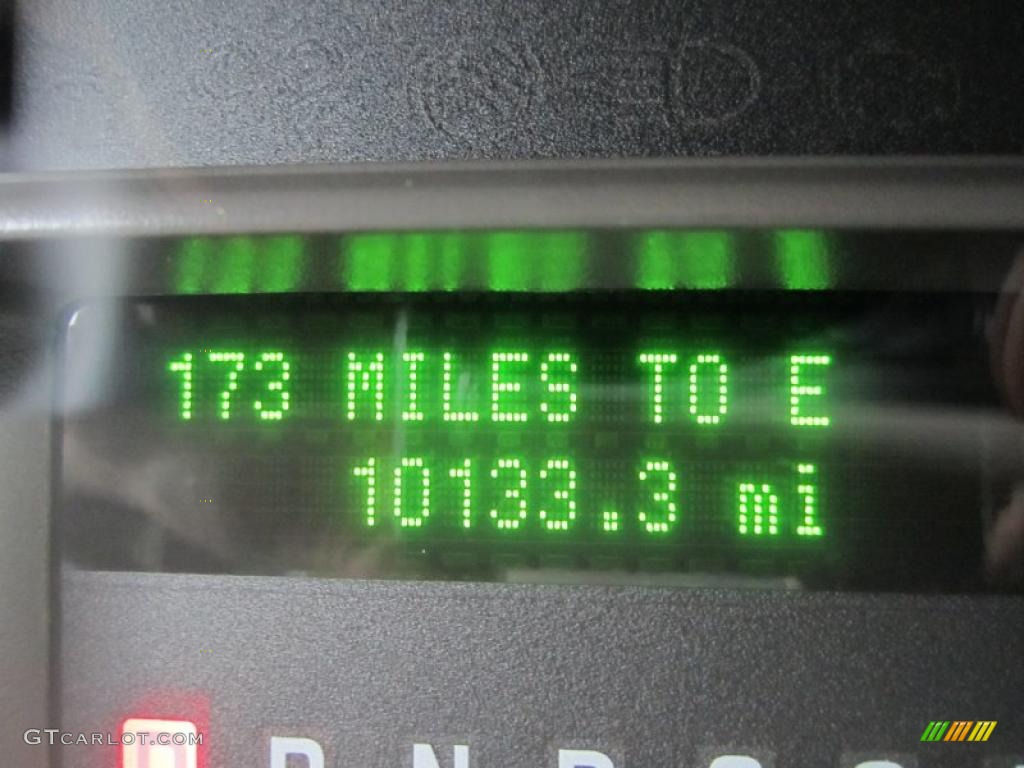 173 MILES TO E
10133.3 mi
R N D
GTCARLOT.COM